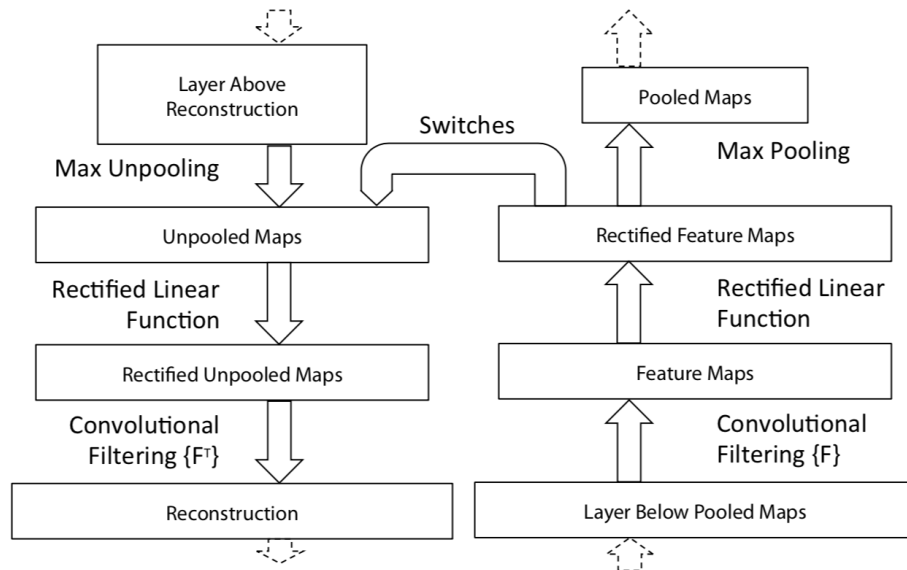 Layer Above
Reconstruction
Max Unpooling
Unpooled Maps
Rectified Linear
Function
Rectified Unpooled Maps
Convolutional
Filtering {Fᵀ}
Reconstruction
Switches
Pooled Maps
Max Pooling
Rectified Feature Maps
Rectified Linear
Function
Feature Maps
Convolutional
Filtering {F}
Layer Below Pooled Maps